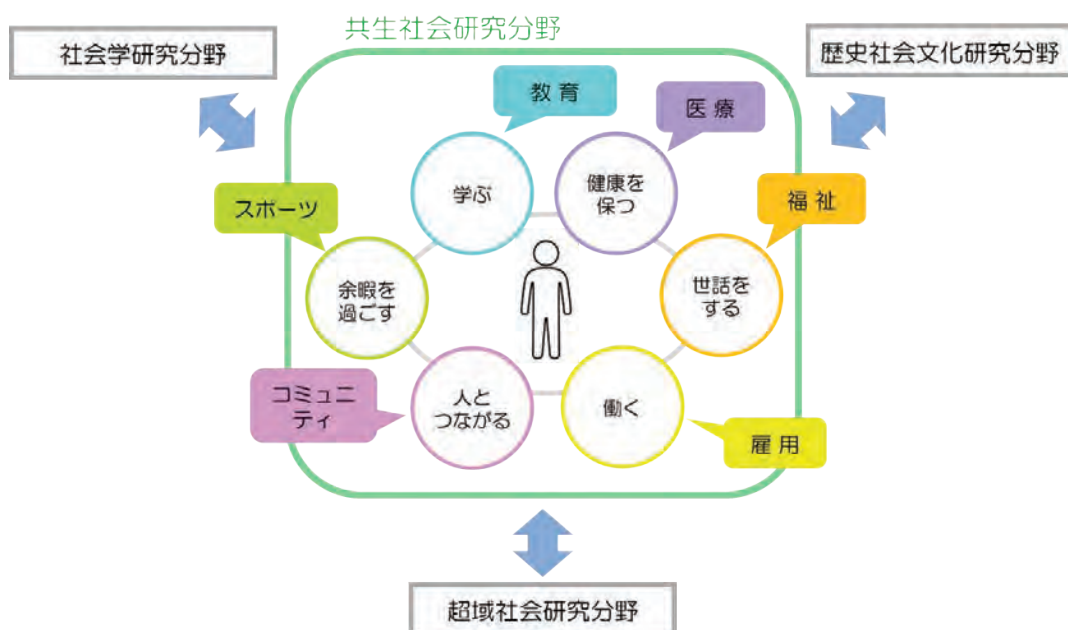 共生社会研究分野
社会学研究分野
歴史社会文化研究分野
教育
医療
学ぶ
健康を
保つ
スポーツ
福祉
余暇を
過ごす
世話を
する
コミュニ
ティ
人と
つながる
働く
雇用
超域社会研究分野